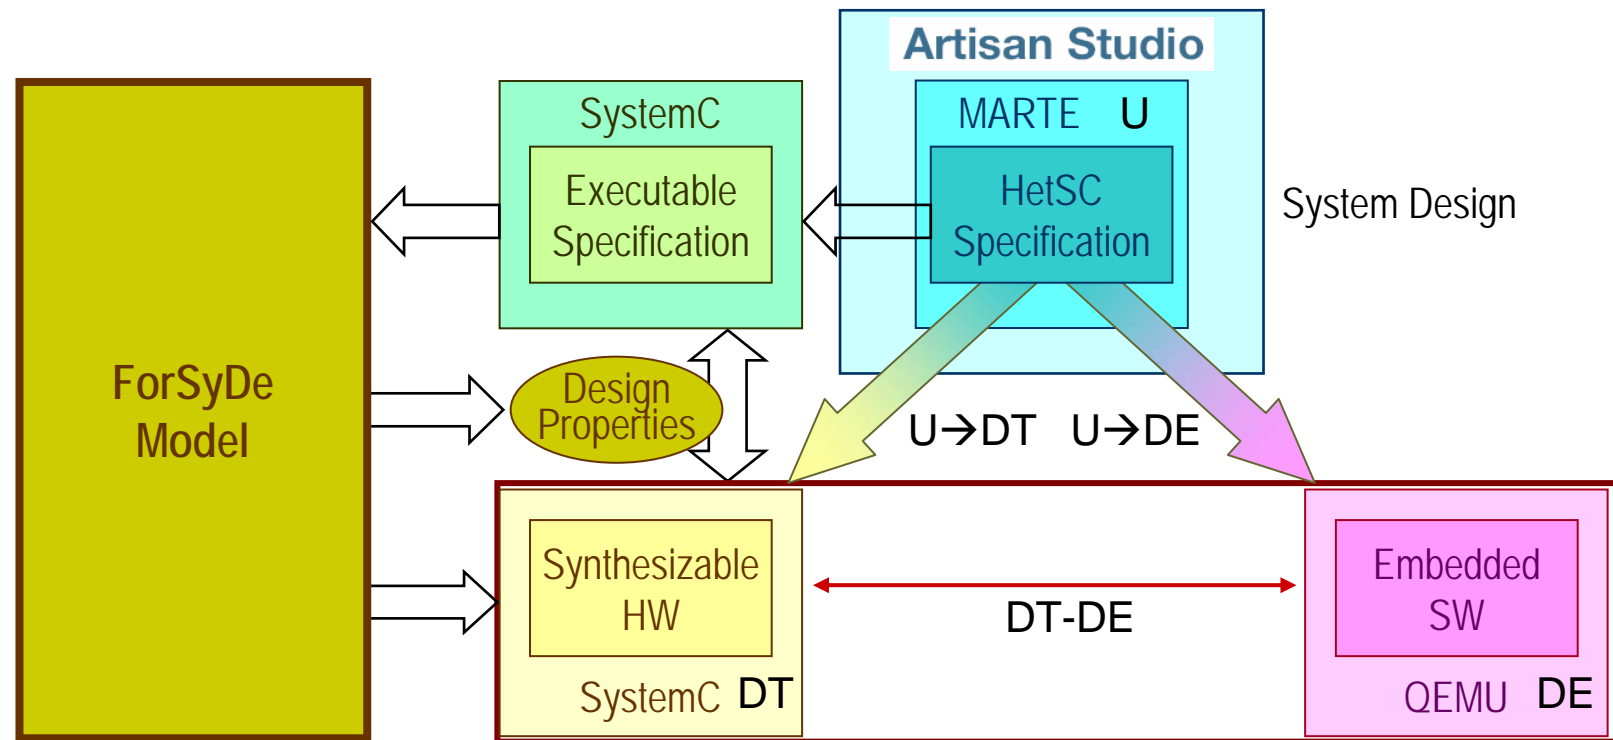 Artisan Studio
SystemC
MARTE U
Executable
Specification
HetSC
Specification
System Design
ForSyDe
Model
Design
Properties
U→DT U→DE
Synthesizable
HW
DT-DE
Embedded
SW
SystemC DT
QEMU DE